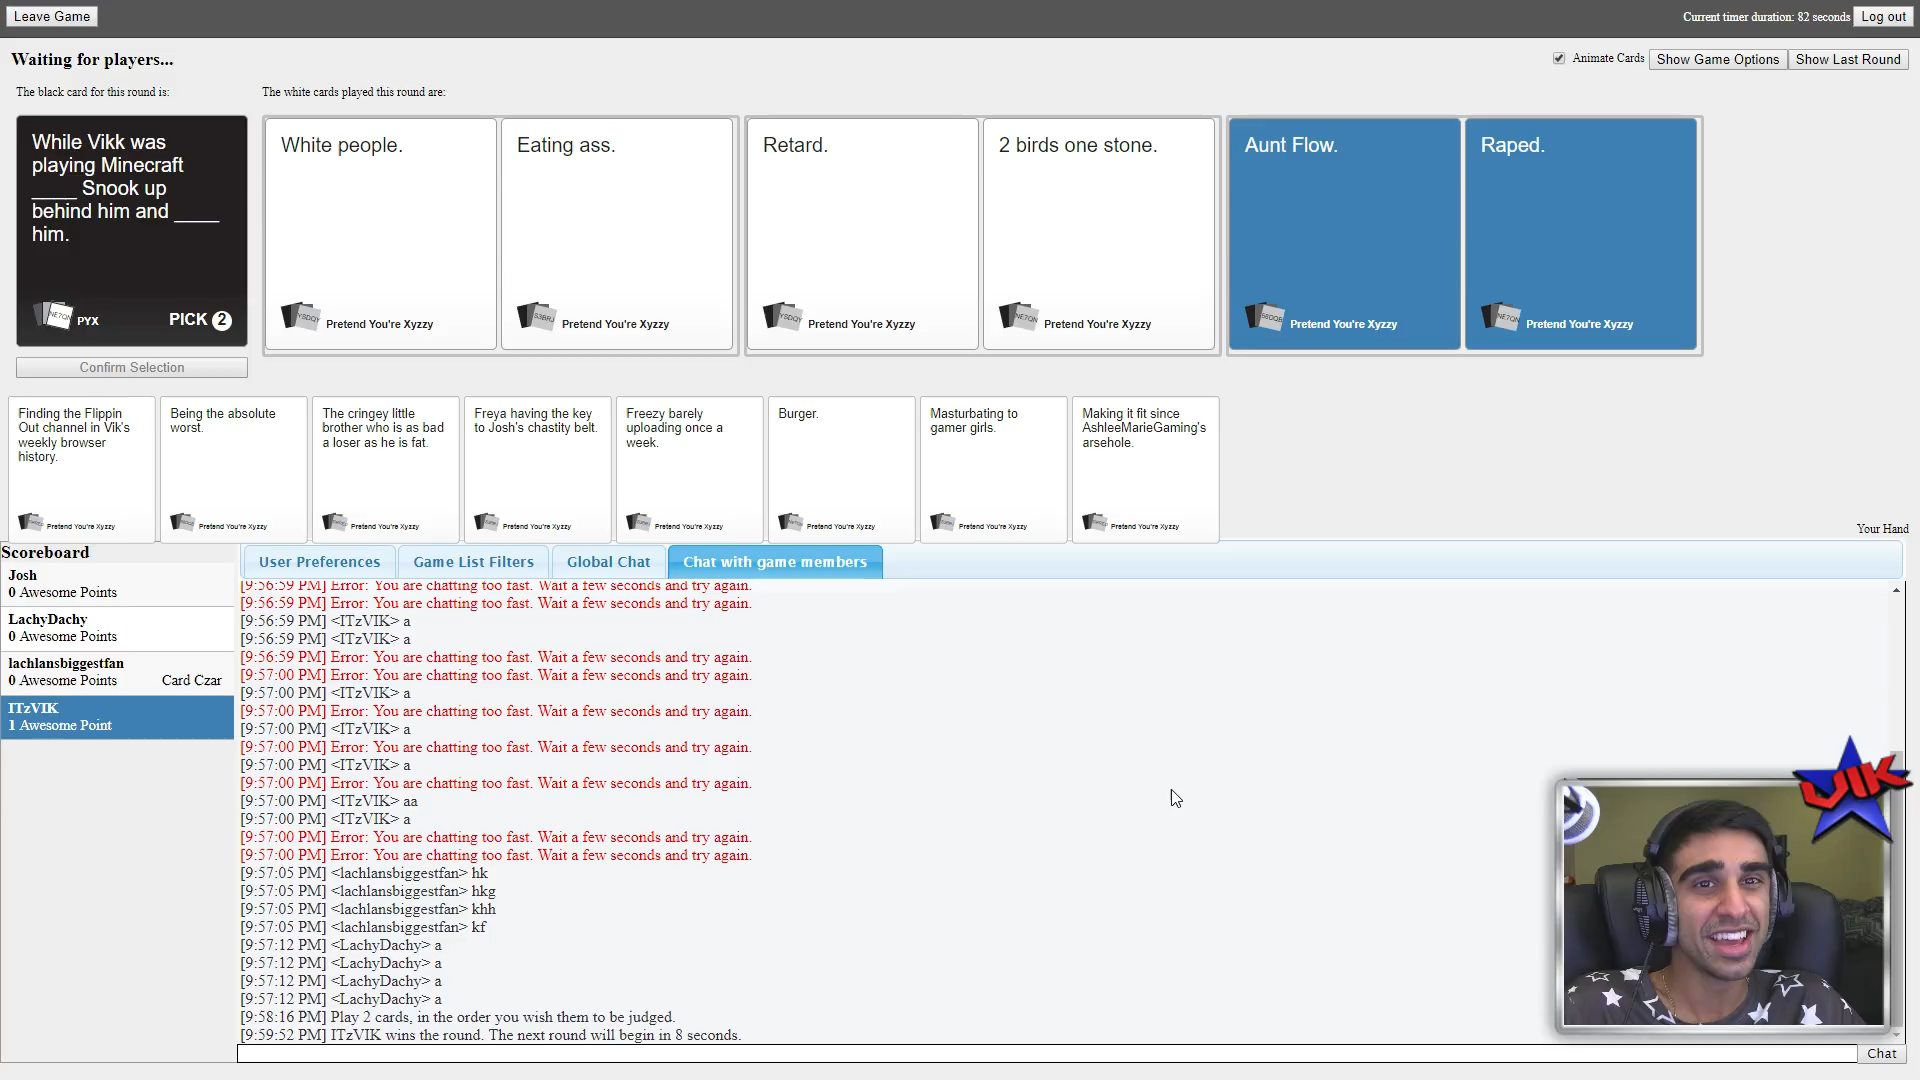 Leave Game
Current timer duration: 82 seconds
Log out
Waiting for players...
Animate Cards
Show Game Options
Show Last Round
The black card for this round is:
The white cards played this round are:
While Vikk was
playing Minecraft
____ Snook up
behind him and ____
him.
PYX
PICK 2
White people.
Pretend You're Xyzzy
Eating ass.
Pretend You're Xyzzy
Retard.
Pretend You're Xyzzy
2 birds one stone.
Pretend You're Xyzzy
Aunt Flow.
Pretend You're Xyzzy
Raped.
Pretend You're Xyzzy
Confirm Selection
Finding the Flippin
Out channel in Vik's
weekly browser
history.
Pretend You're Xyzzy
Being the absolute
worst.
Pretend You're Xyzzy
The cringey little
brother who is as bad
a loser as he is fat.
Pretend You're Xyzzy
Freya having the key
to Josh's chastity belt.
Pretend You're Xyzzy
Freezy barely
uploading once a
week.
Pretend You're Xyzzy
Burger.
Pretend You're Xyzzy
Masturbating to
gamer girls.
Pretend You're Xyzzy
Making it fit since
AshleeMarieGaming's
arsehole.
Pretend You're Xyzzy
Your Hand
Scoreboard
Josh
0 Awesome Points
LachyDachy
0 Awesome Points
lachlansbiggestfan
0 Awesome Points Card Czar
ITzVIK
1 Awesome Point
User Preferences
Game List Filters
Global Chat
Chat with game members
[9:56:59 PM] Error: You are chatting too fast. Wait a few seconds and try again.
[9:56:59 PM] Error: You are chatting too fast. Wait a few seconds and try again.
[9:56:59 PM] <ITzVIK> a
[9:56:59 PM] <ITzVIK> a
[9:56:59 PM] Error: You are chatting too fast. Wait a few seconds and try again.
[9:57:00 PM] Error: You are chatting too fast. Wait a few seconds and try again.
[9:57:00 PM] <ITzVIK> a
[9:57:00 PM] Error: You are chatting too fast. Wait a few seconds and try again.
[9:57:00 PM] <ITzVIK> a
[9:57:00 PM] Error: You are chatting too fast. Wait a few seconds and try again.
[9:57:00 PM] <ITzVIK> a
[9:57:00 PM] Error: You are chatting too fast. Wait a few seconds and try again.
[9:57:00 PM] <ITzVIK> aa
[9:57:00 PM] <ITzVIK> a
[9:57:00 PM] Error: You are chatting too fast. Wait a few seconds and try again.
[9:57:00 PM] Error: You are chatting too fast. Wait a few seconds and try again.
[9:57:05 PM] <lachlansbiggestfan> hk
[9:57:05 PM] <lachlansbiggestfan> hkg
[9:57:05 PM] <lachlansbiggestfan> khh
[9:57:05 PM] <lachlansbiggestfan> kf
[9:57:12 PM] <LachyDachy> a
[9:57:12 PM] <LachyDachy> a
[9:57:12 PM] <LachyDachy> a
[9:57:12 PM] <LachyDachy> a
[9:58:16 PM] Play 2 cards, in the order you wish them to be judged.
[9:59:52 PM] ITzVIK wins the round. The next round will begin in 8 seconds.
Chat
VIK